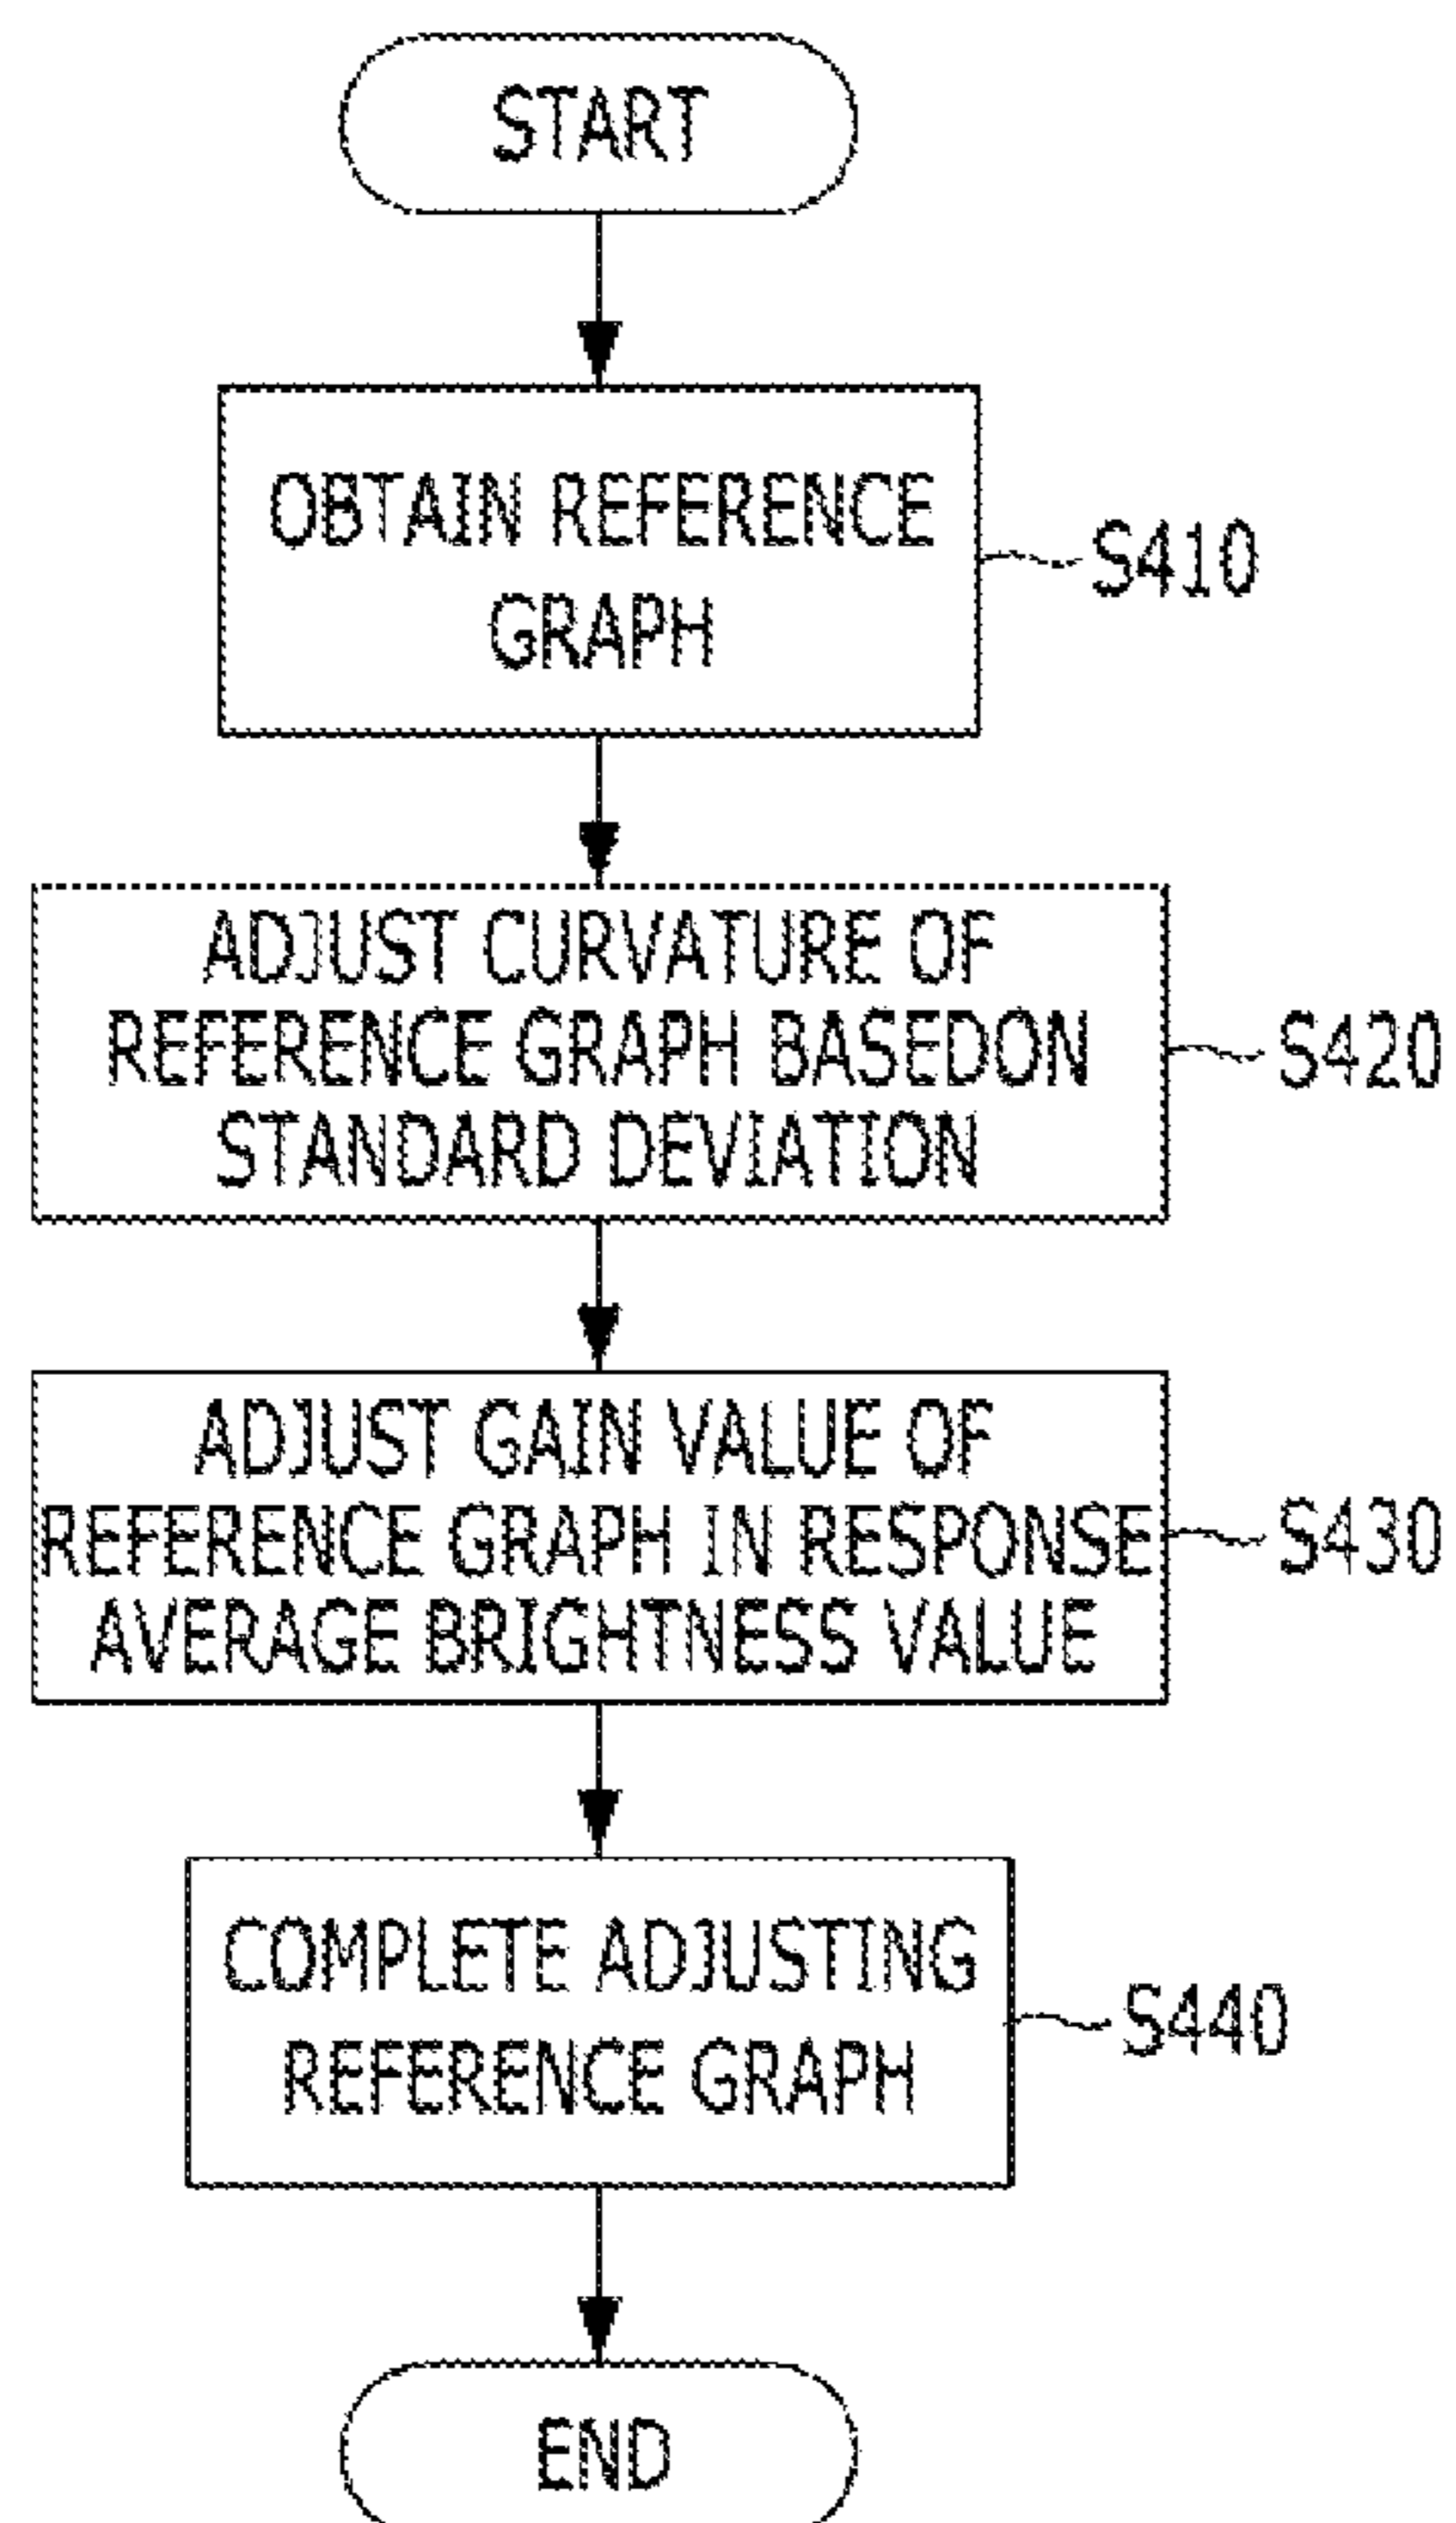 START
OBTAIN REFERENCE
GRAPH
S410
ADJUST CURVATURE OF
REFERENCE GRAPH BASEDON
STANDARD DEVIATION
S420
ADJUST GAIN VALUE OF
REFERENCE GRAPH IN RESPONSE
AVERAGE BRIGHTNESS VALUE
S430
COMPLETE ADJUSTING
REFERENCE GRAPH
S440
END